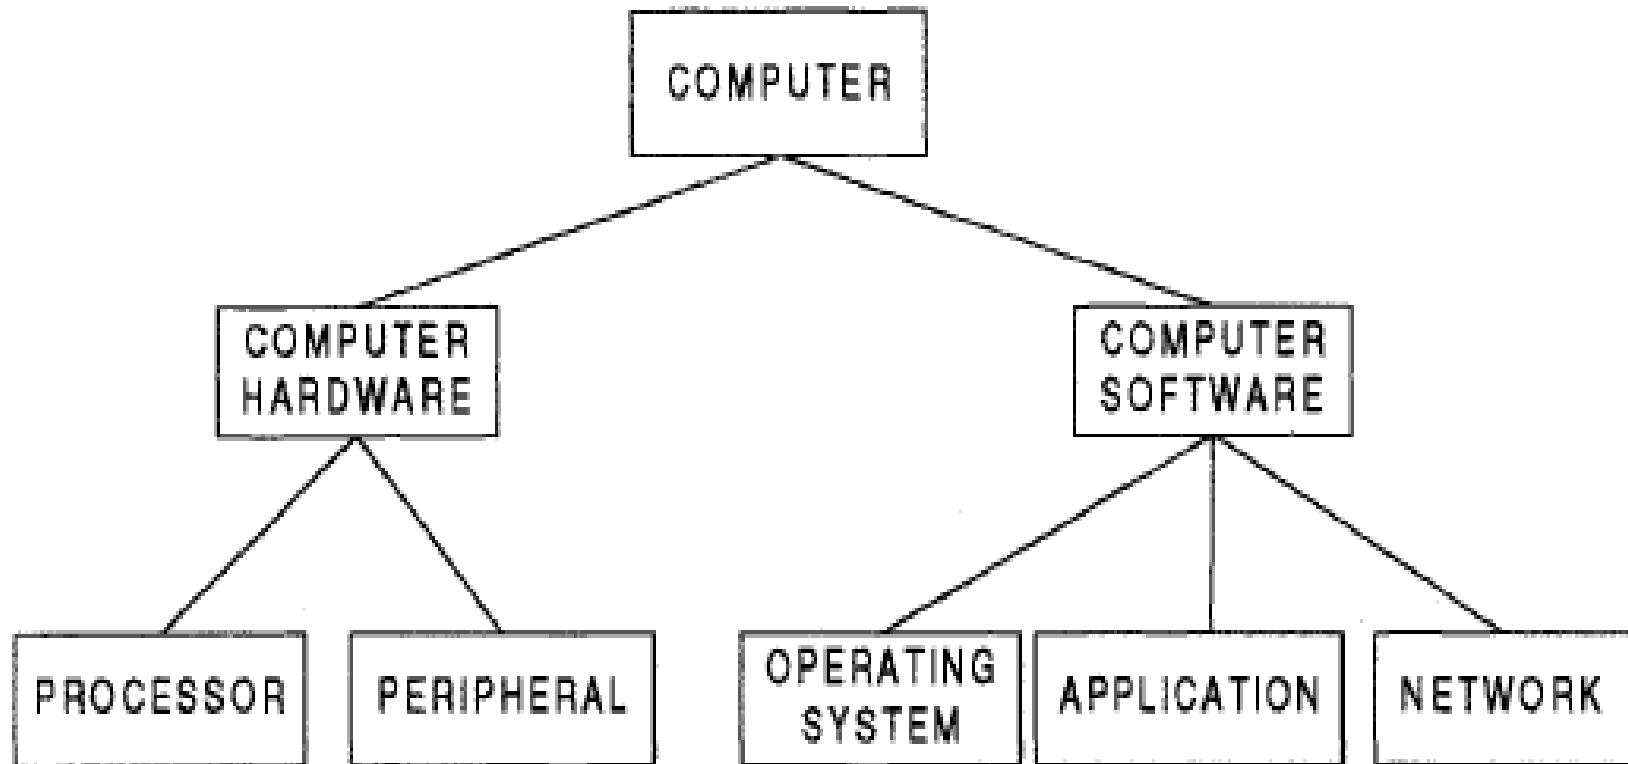 COMPUTER
COMPUTER
HARDWARE
COMPUTER
SOFTWARE
PROCESSOR
PERIPHERAL
OPERATING
SYSTEM
APPLICATION
NETWORK